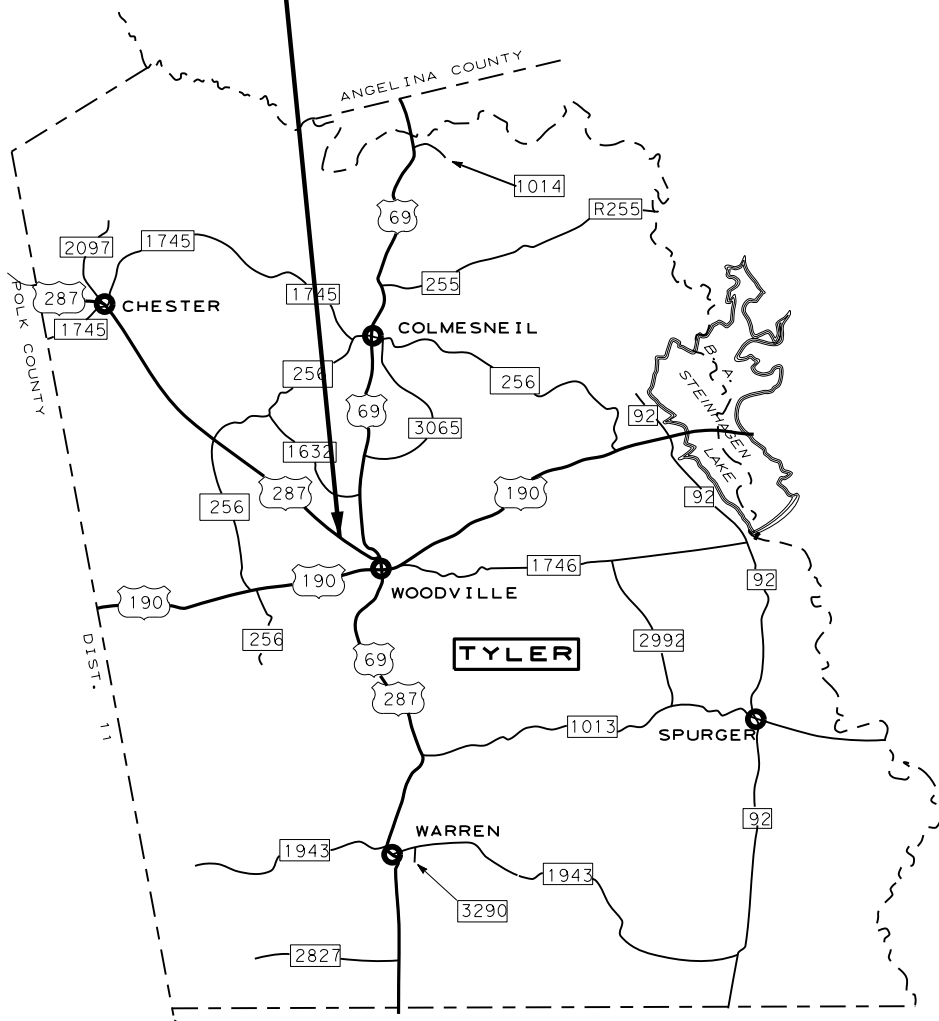 ANGELINA COUNTY
1014
69
R255
2097
1745
255
287
CHESTER
1745
1745
POLK COUNTY
COLMESNEIL
B. A. STEINHAGEN LAKE
256
256
69
92
3065
1632
287
190
92
256
190
1746
190
WOODVILLE
92
256
2992
TYLER
DIST. 11
69
287
1013
SPURGER
92
WARREN
1943
1943
3290
2827